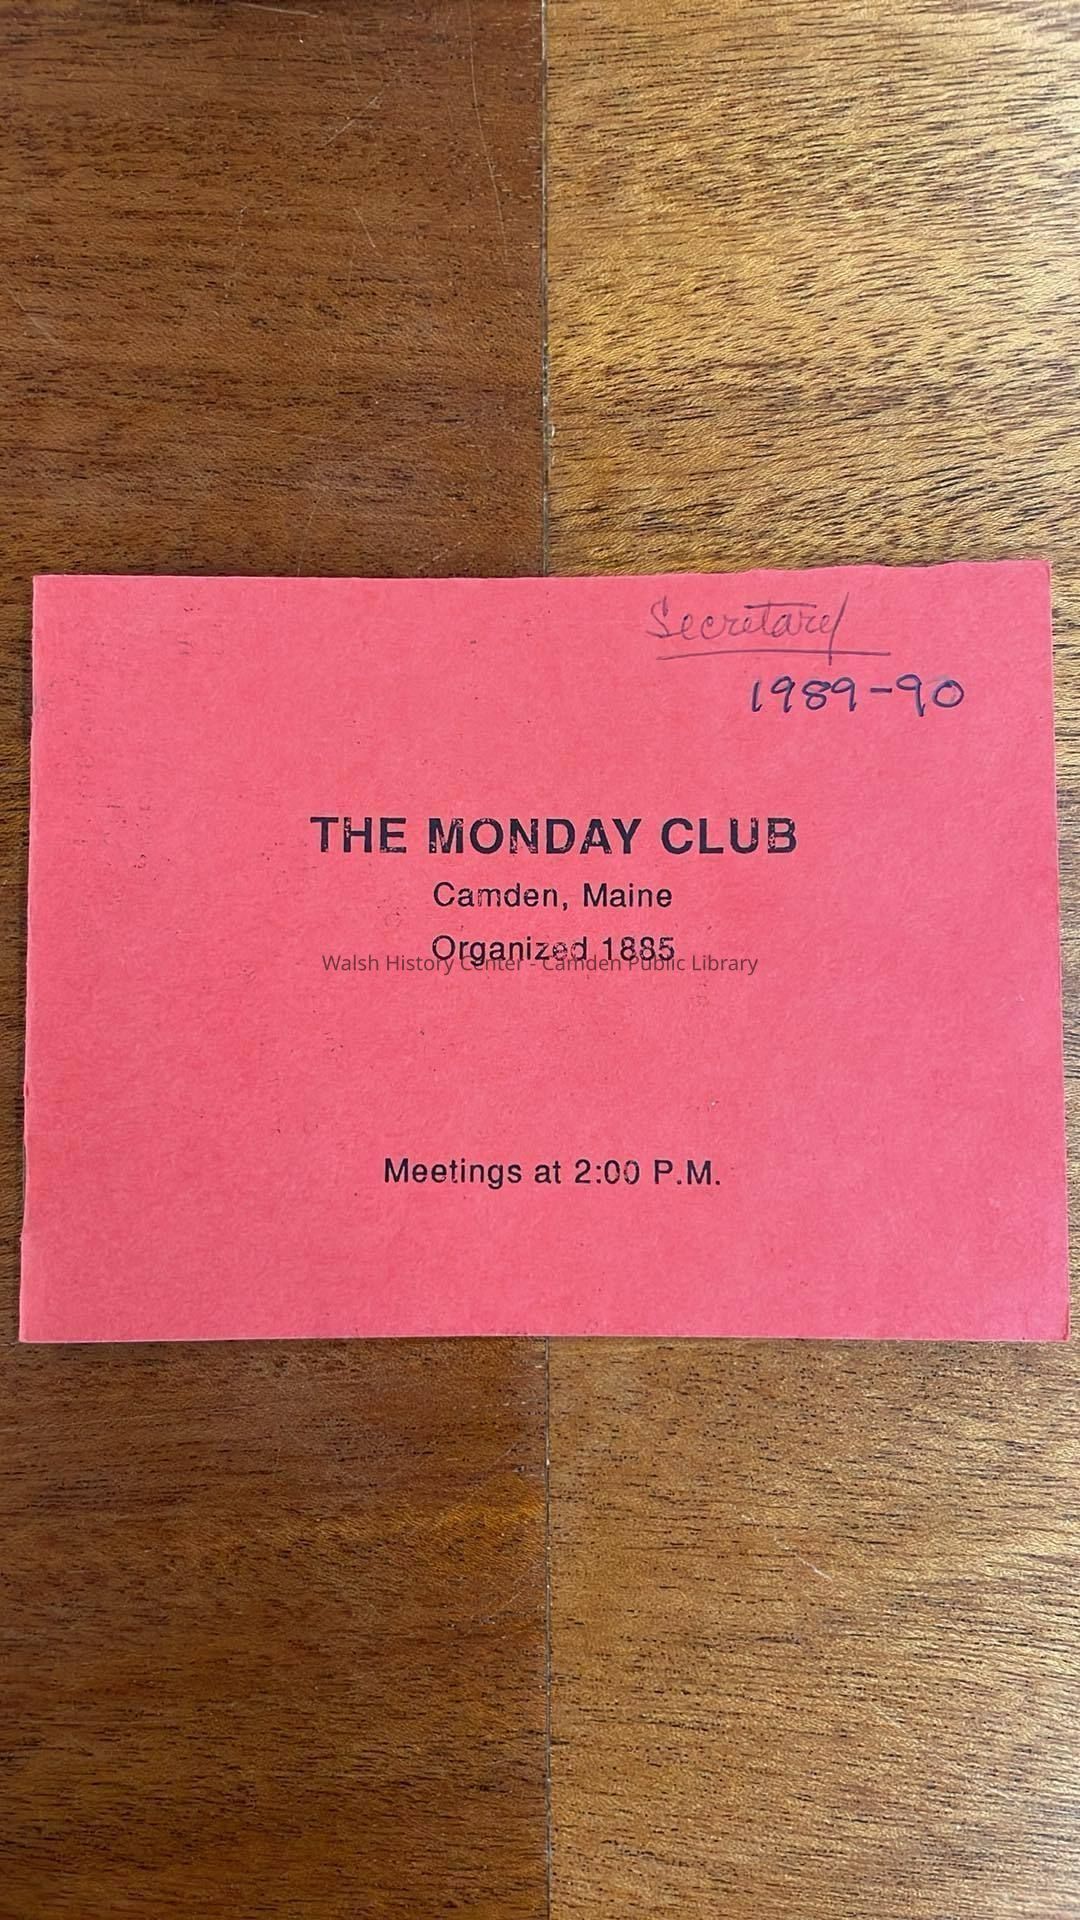 Secretary
1989-90
THE MONDAY CLUB
Camden, Maine
Organized 1885
Walsh History Center - Camden Public Library
Meetings at 2:00 P.M.